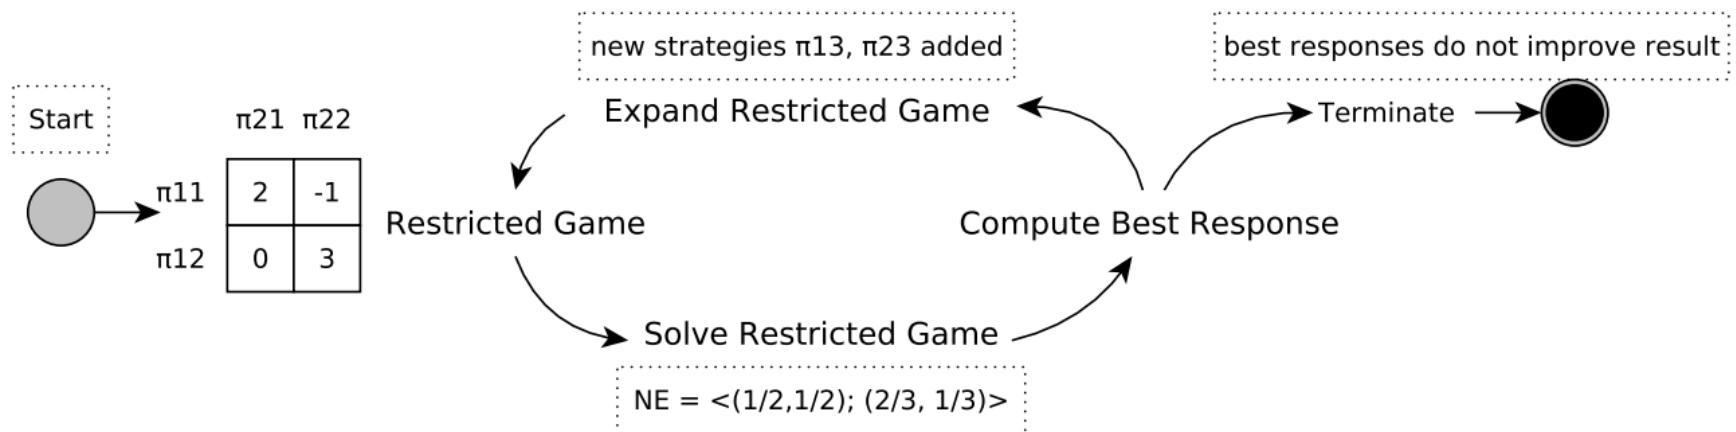 new strategies π13, π23 added
best responses do not improve result
Start
π21 π22
Expand Restricted Game
Terminate
π11 2 -1
Restricted Game
Compute Best Response
π12 0 3
Solve Restricted Game
NE = <(1/2,1/2); (2/3, 1/3)>